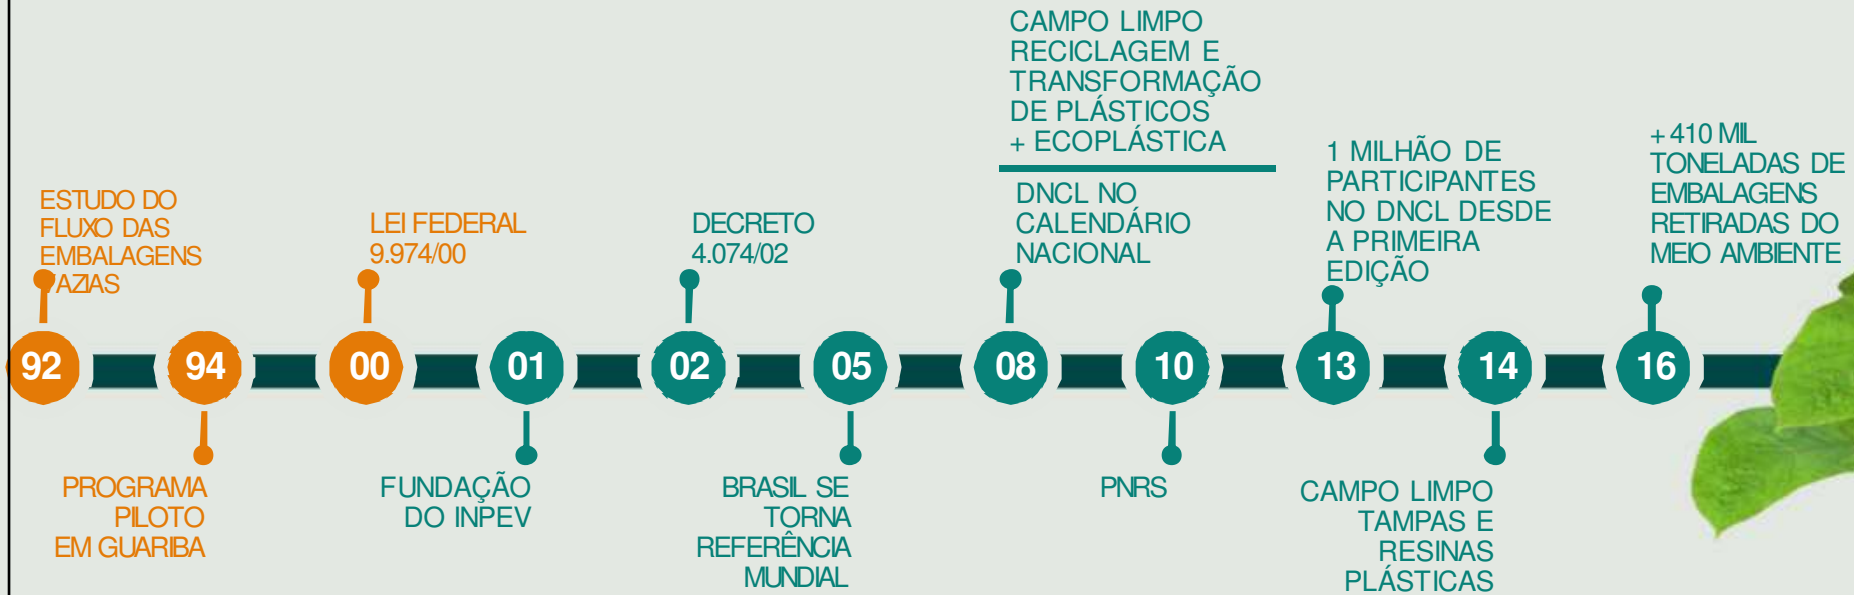 ESTUDO DO
FLUXO DAS
EMBALAGENS
VAZIAS
LEI FEDERAL
9.974/00
DECRETO
4.074/02
CAMPO LIMPO
RECICLAGEM E
TRANSFORMAÇÃO
DE PLÁSTICOS
+ ECOPLÁSTICA
DNCL NO
CALENDÁRIO
NACIONAL
1 MILHÃO DE
PARTICIPANTES
NO DNCL DESDE
A PRIMEIRA
EDIÇÃO
+ 410 MIL
TONELADAS DE
EMBALAGENS
RETIRADAS DO
MEIO AMBIENTE
92 94 00 01 02 05 08 10 13 14 16
PROGRAMA
PILOTO
EM GUARIBA
FUNDAÇÃO
DO INPEV
BRASIL SE
TORNA
REFERÊNCIA
MUNDIAL
PNRS
CAMPO LIMPO
TAMPAS E
RESINAS
PLÁSTICAS